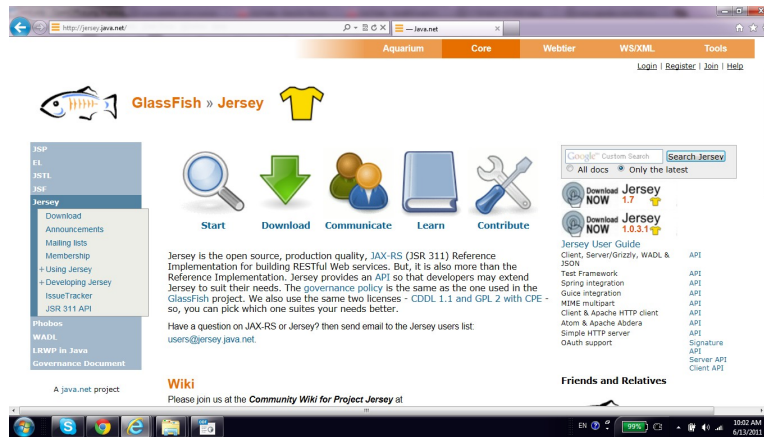 http://jersey.java.net/
— Java.net
Aquarium
Core
Webtier
WS/XML
Tools
Login | Register | Join | Help
GlassFish » Jersey
JSP
EL
JSTL
JSF
Jersey
Download
Announcements
Mailing lists
Membership
+ Using Jersey
+ Developing Jersey
IssueTracker
JSR 311 API
Phobos
WADL
LRWP in Java
Governance Document
A java.net project
Start
Download
Communicate
Learn
Contribute
Jersey is the open source, production quality, JAX-RS (JSR 311) Reference
Implementation for building RESTful Web services. But, it is also more than the
Reference Implementation. Jersey provides an API so that developers may extend
Jersey to suit their needs. The governance policy is the same as the one used in the
GlassFish project. We also use the same two licenses - CDDL 1.1 and GPL 2 with CPE -
so, you can pick which one suites your needs better.
Have a question on JAX-RS or Jersey? then send email to the Jersey users list:
users@jersey.java.net.
Wiki
Please join us at the Community Wiki for Project Jersey at
Google™ Custom Search
Search Jersey
All docs
Only the latest
Download NOW Jersey 1.7
Download NOW Jersey 1.0.3.1
Jersey User Guide
Client, Server/Grizzly, WADL & API
JSON
Test Framework API
Spring integration API
Guice integration API
MIME multipart API
Client & Apache HTTP client API
Atom & Apache Abdera API
Simple HTTP server API
OAuth support Signature
API
Server API
Client API
Friends and Relatives
EN
99%
10:02 AM
6/13/2011